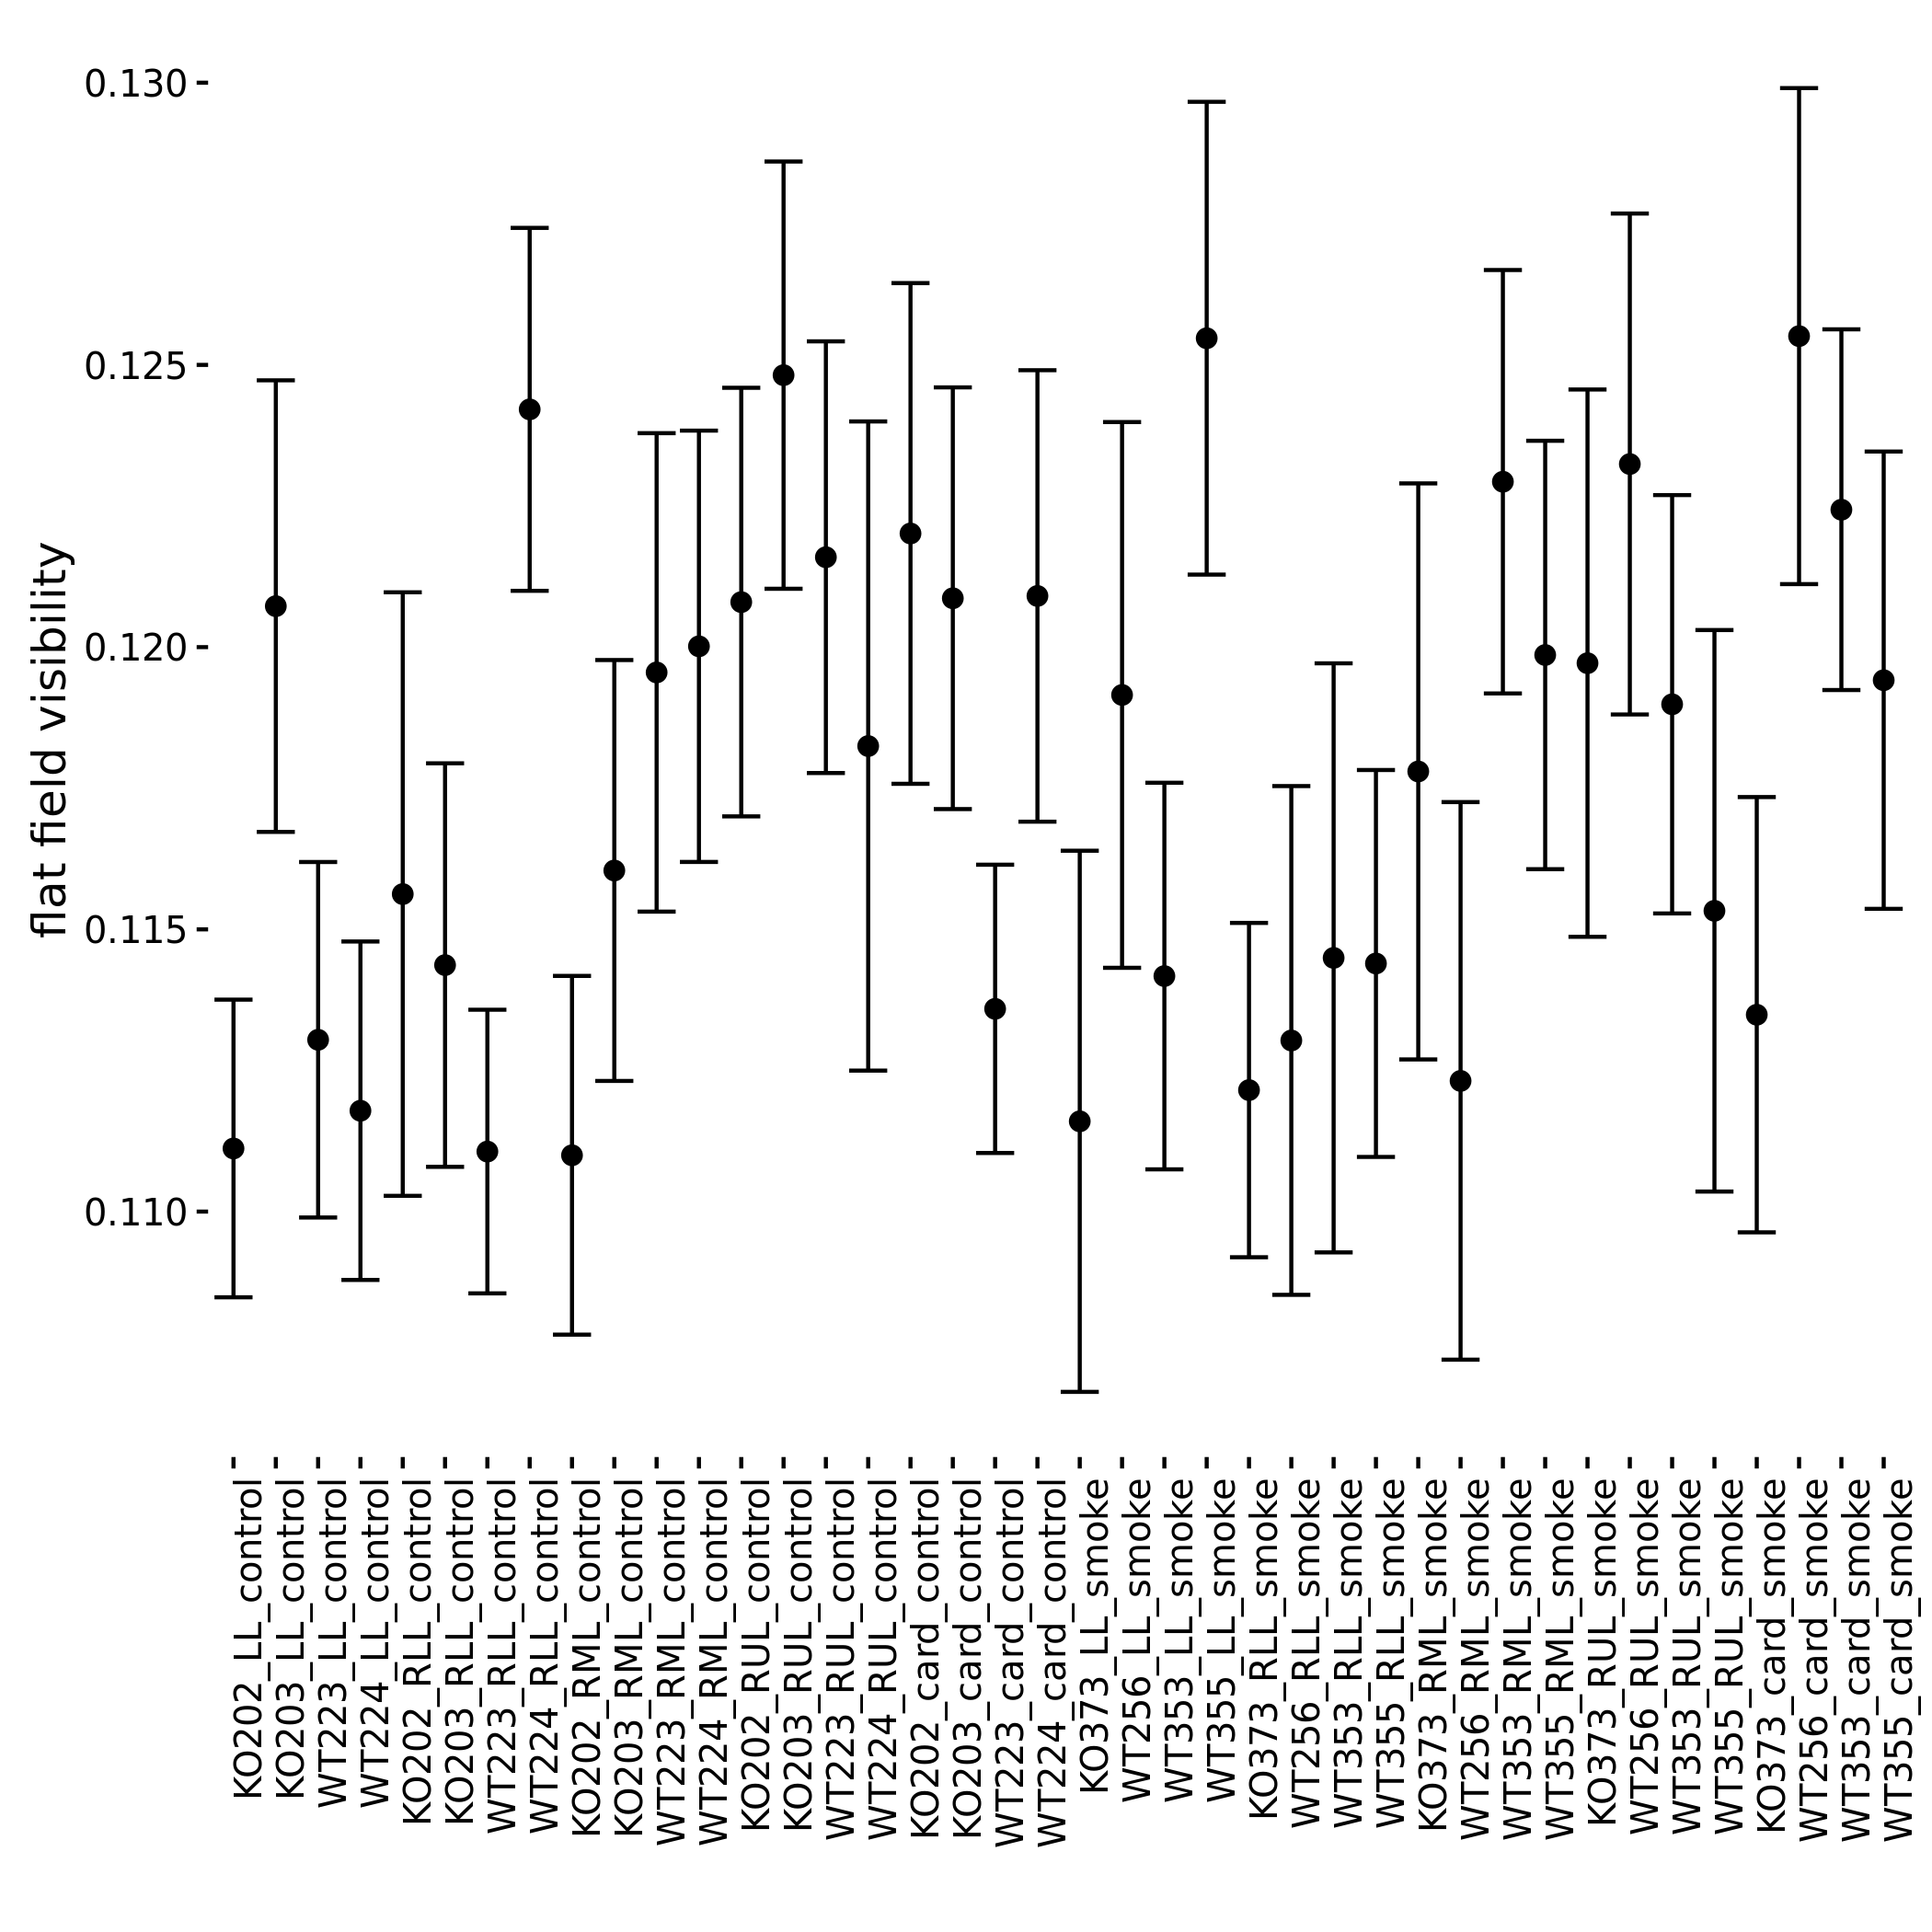 0.130
0.125
0.120
0.115
0.110
flat field visibility
KO202_LL_control
KO203_LL_control
WT223_LL_control
WT224_LL_control
KO202_RLL_control
KO203_RLL_control
WT223_RLL_control
WT224_RLL_control
KO202_RML_control
KO203_RML_control
WT223_RML_control
WT224_RML_control
KO202_RUL_control
KO203_RUL_control
WT223_RUL_control
WT224_RUL_control
KO202_card_control
KO203_card_control
WT223_card_control
WT224_card_control
KO373_LL_smoke
WT256_LL_smoke
WT353_LL_smoke
WT355_LL_smoke
KO373_RLL_smoke
WT256_RLL_smoke
WT353_RLL_smoke
WT355_RLL_smoke
KO373_RML_smoke
WT256_RML_smoke
WT353_RML_smoke
WT355_RML_smoke
KO373_RUL_smoke
WT256_RUL_smoke
WT353_RUL_smoke
WT355_RUL_smoke
KO373_card_smoke
WT256_card_smoke
WT353_card_smoke
WT355_card_smoke